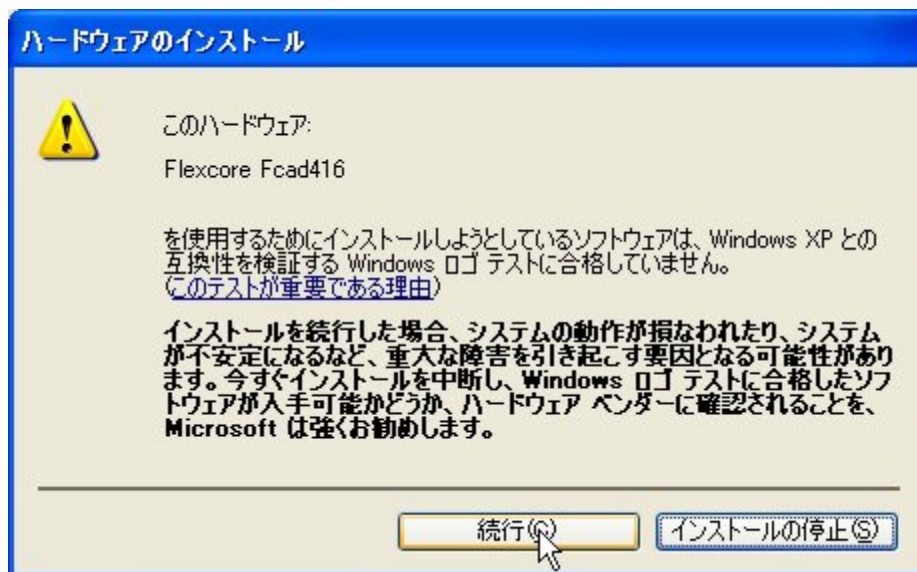 ハードウェアのインストール
このハードウェア:
Flexcore Fcad416
を使用するためにインストールしようとしているソフトウェアは、Windows XP との
互換性を検証する Windows ロゴ テストに合格していません。
(このテストが重要である理由)
インストールを続行した場合、システムの動作が損なわれたり、システム
が不安定になるなど、重大な障害を引き起こす要因となる可能性があり
ます。今すぐインストールを中断し、Windows ロゴ テストに合格したソフ
トウェアが入手可能かどうか、ハードウェア ベンダーに確認されることを、
Microsoft は強くお勧めします。
続行(C) インストールの停止(S)